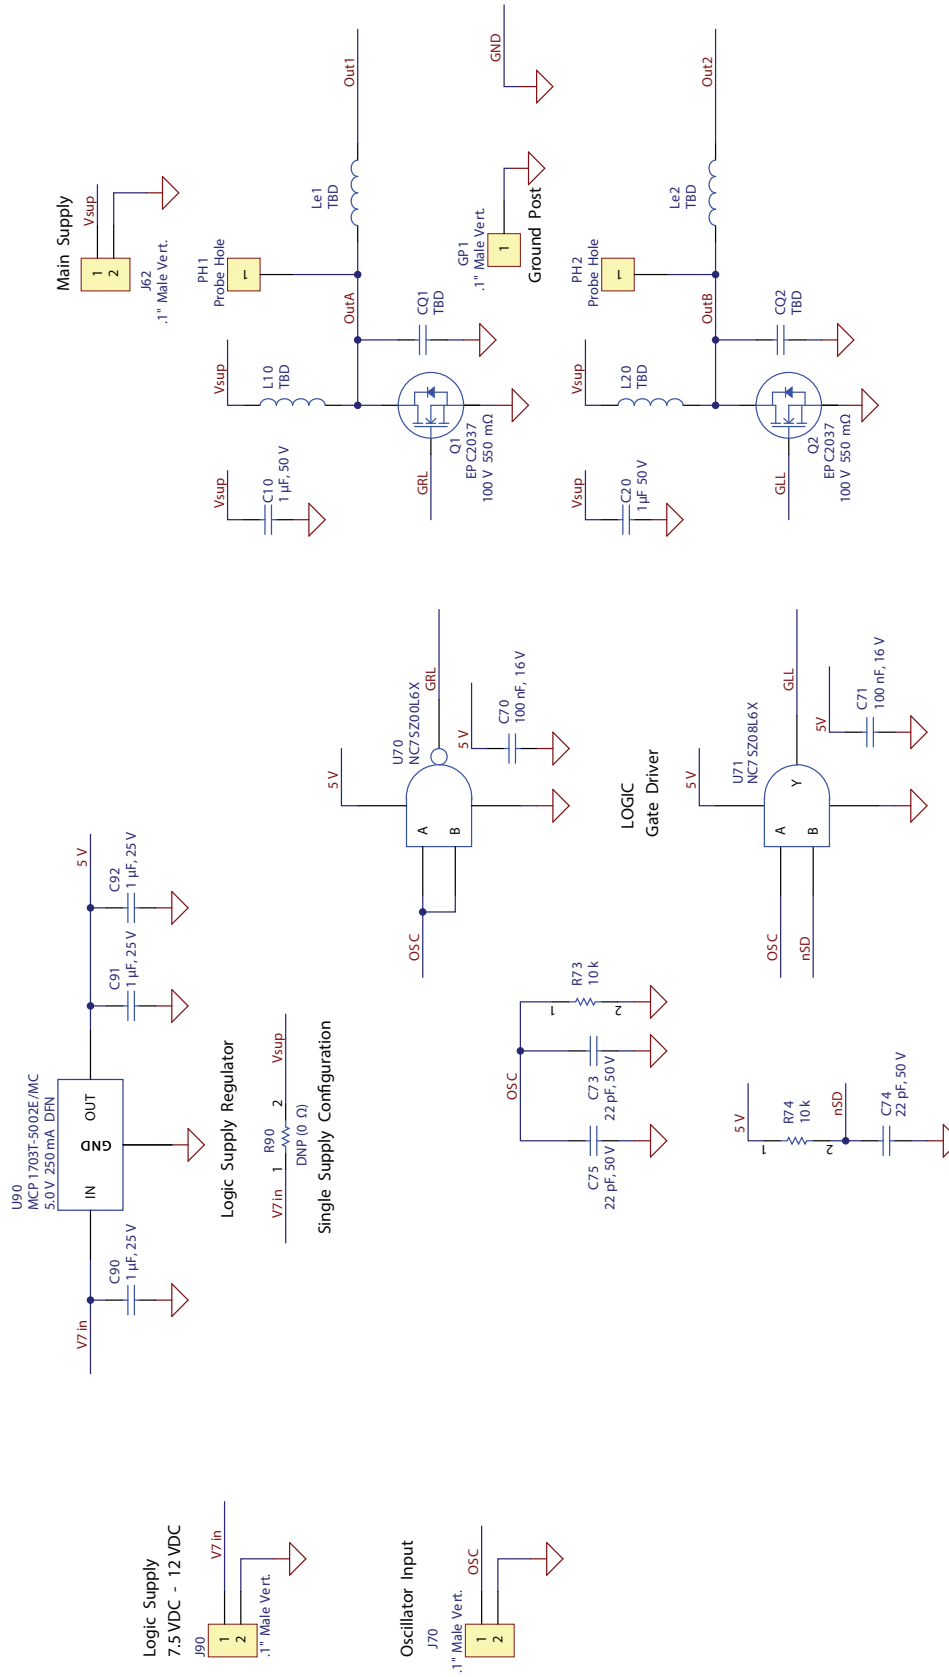 Logic Supply
7.5 VDC - 12 VDC
J90
1
2
.1" Male Vert.
V7 in
Oscillator Input
J70
1
2
.1" Male Vert.
OSC
V7 in
C90
1 µF, 25 V
U90
MCP 1703T-5002E/MC
5.0 V 250 mA DFN
IN
GND
OUT
C91
1 µF, 25 V
C92
1 µF, 25 V
5 V
Logic Supply Regulator
V7 in
1
R90
2
DNP (0 Ω)
Vsup
Single Supply Configuration
OSC
C75
22 pF, 50 V
C73
22 pF, 50 V
1
R73
10 k
2
5 V
1
R74
10 k
2
nSD
C74
22 pF, 50 V
OSC
A
B
5 V
U70
NC7SZ00L6X
GRL
5 V
C70
100 nF, 16 V
LOGIC
Gate Driver
OSC
nSD
A
B
Y
5 V
U71
NC7SZ08L6X
GLL
5V
C71
100 nF, 16 V
Main Supply
1
2
Vsup
J62
.1" Male Vert.
Vsup
C10
1 µF, 50 V
Vsup
L10
TBD
PH1
Probe Hole
1
OutA
Le1
TBD
Out1
GRL
Q1
EPC2037
100 V 550 mΩ
CQ1
TBD
GP1
.1" Male Vert.
1
Ground Post
GND
Vsup
C20
1µF 50 V
Vsup
L20
TBD
PH2
Probe Hole
1
OutB
Le2
TBD
Out2
GLL
Q2
EPC2037
100 V 550 mΩ
CQ2
TBD